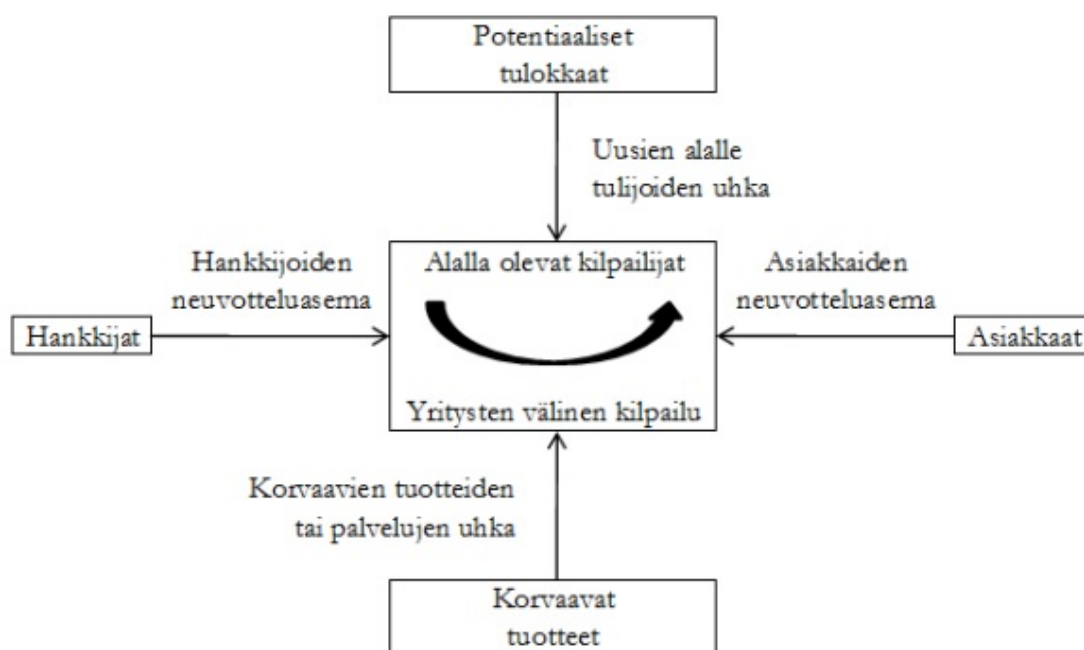 Potentiaaliset
tulokkaat
Uusien alalle
tulijoiden uhka
Hankkijoiden
neuvotteluasema
Hankkijat
Alalla olevat kilpailijat
Yritysten välinen kilpailu
Asiakkaiden
neuvotteluasema
Asiakkaat
Korvaavien tuotteiden
tai palvelujen uhka
Korvaavat
tuotteet